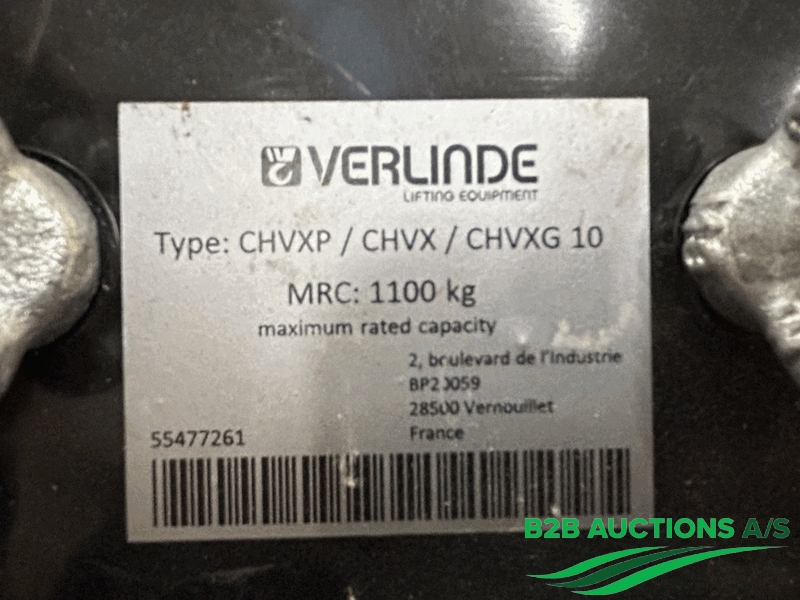 VERLINDE
LIFTING EQUIPMENT
Type: CHVXP / CHVX / CHVXG 10
MRC: 1100 kg
maximum rated capacity
2, boulevard de l'Industrie
BP20059
28500 Vernouillet
France
55477261
B2B AUCTIONS A/S